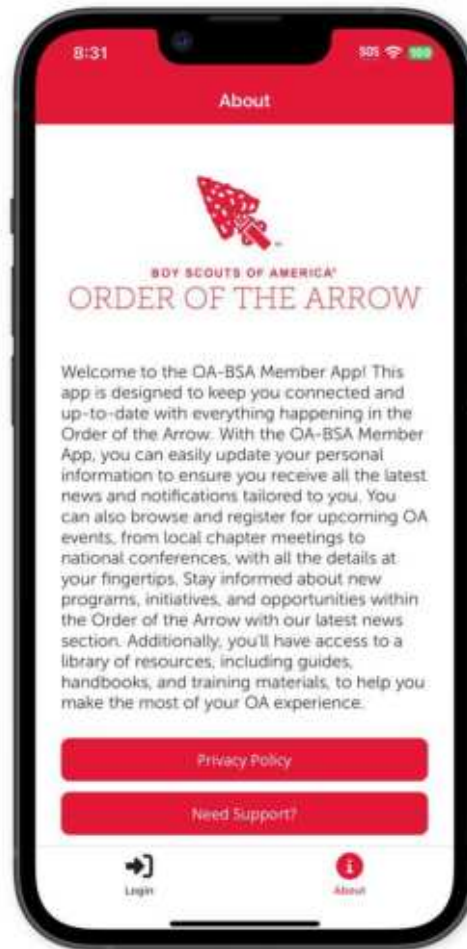 8:31
SOS
100
About
BOY SCOUTS OF AMERICA®
ORDER OF THE ARROW
Welcome to the OA-BSA Member App! This
app is designed to keep you connected and
up-to-date with everything happening in the
Order of the Arrow. With the OA-BSA Member
App, you can easily update your personal
information to ensure you receive all the latest
news and notifications tailored to you. You
can also browse and register for upcoming OA
events, from local chapter meetings to
national conferences, with all the details at
your fingertips. Stay informed about new
programs, initiatives, and opportunities within
the Order of the Arrow with our latest news
section. Additionally, you'll have access to a
library of resources, including guides,
handbooks, and training materials, to help you
make the most of your OA experience.
Privacy Policy
Need Support?
Login
About